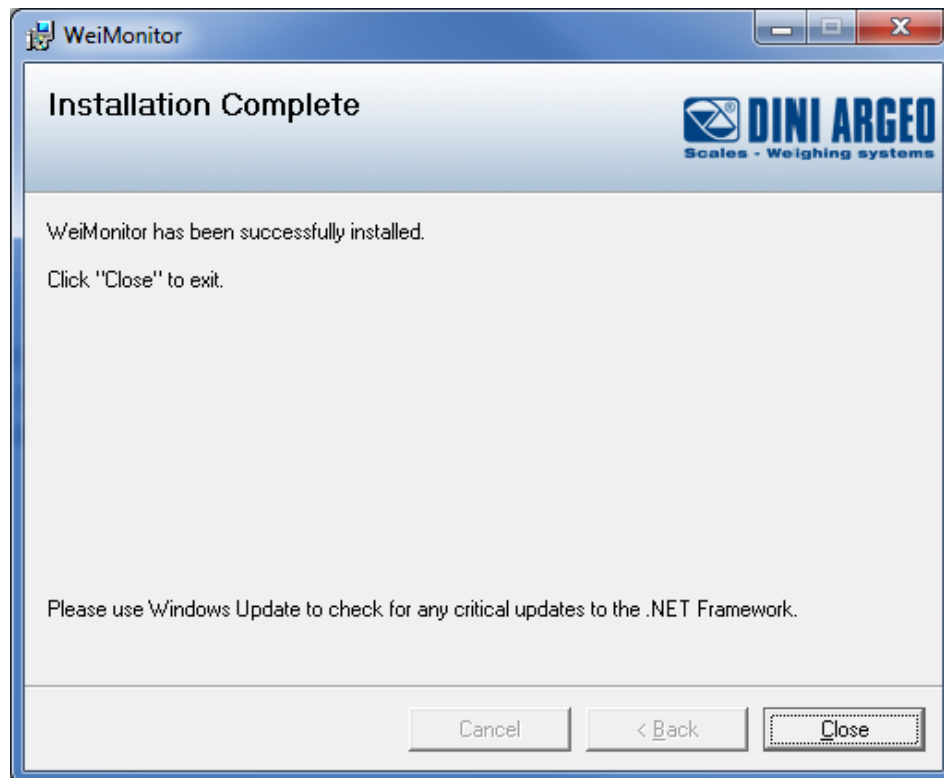 WeiMonitor
Installation Complete
DINI ARGEO
Scales - Weighing systems
WeiMonitor has been successfully installed.
Click "Close" to exit.
Please use Windows Update to check for any critical updates to the .NET Framework.
Cancel
< Back
Close